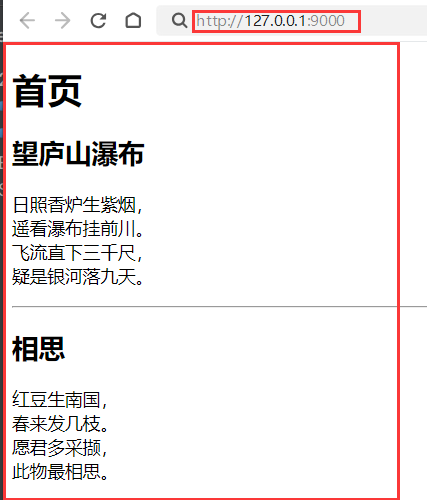 http://127.0.0.1:9000
首页
望庐山瀑布
日照香炉生紫烟，
遥看瀑布挂前川。
飞流直下三千尺，
疑是银河落九天。
相思
红豆生南国，
春来发几枝。
愿君多采撷，
此物最相思。